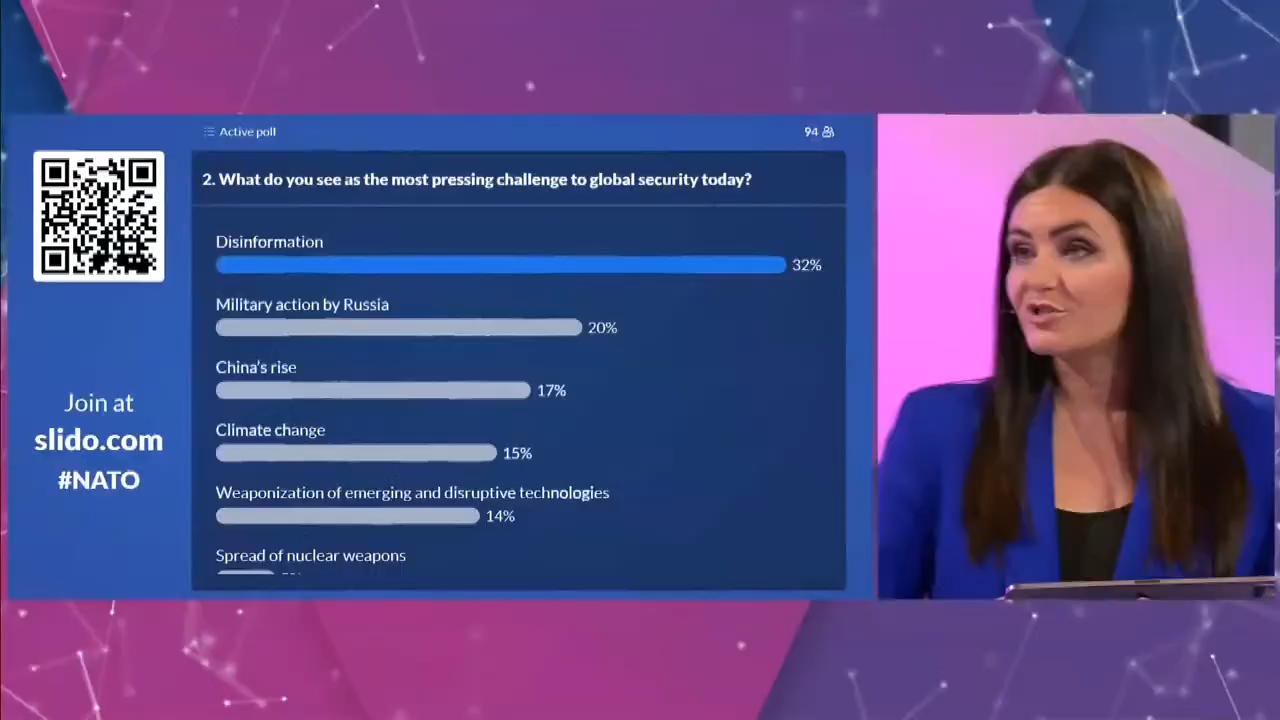 Active poll
94
2. What do you see as the most pressing challenge to global security today?
Disinformation
32%
Military action by Russia
20%
China's rise
17%
Climate change
15%
Weaponization of emerging and disruptive technologies
14%
Spread of nuclear weapons
Join at
slido.com
#NATO